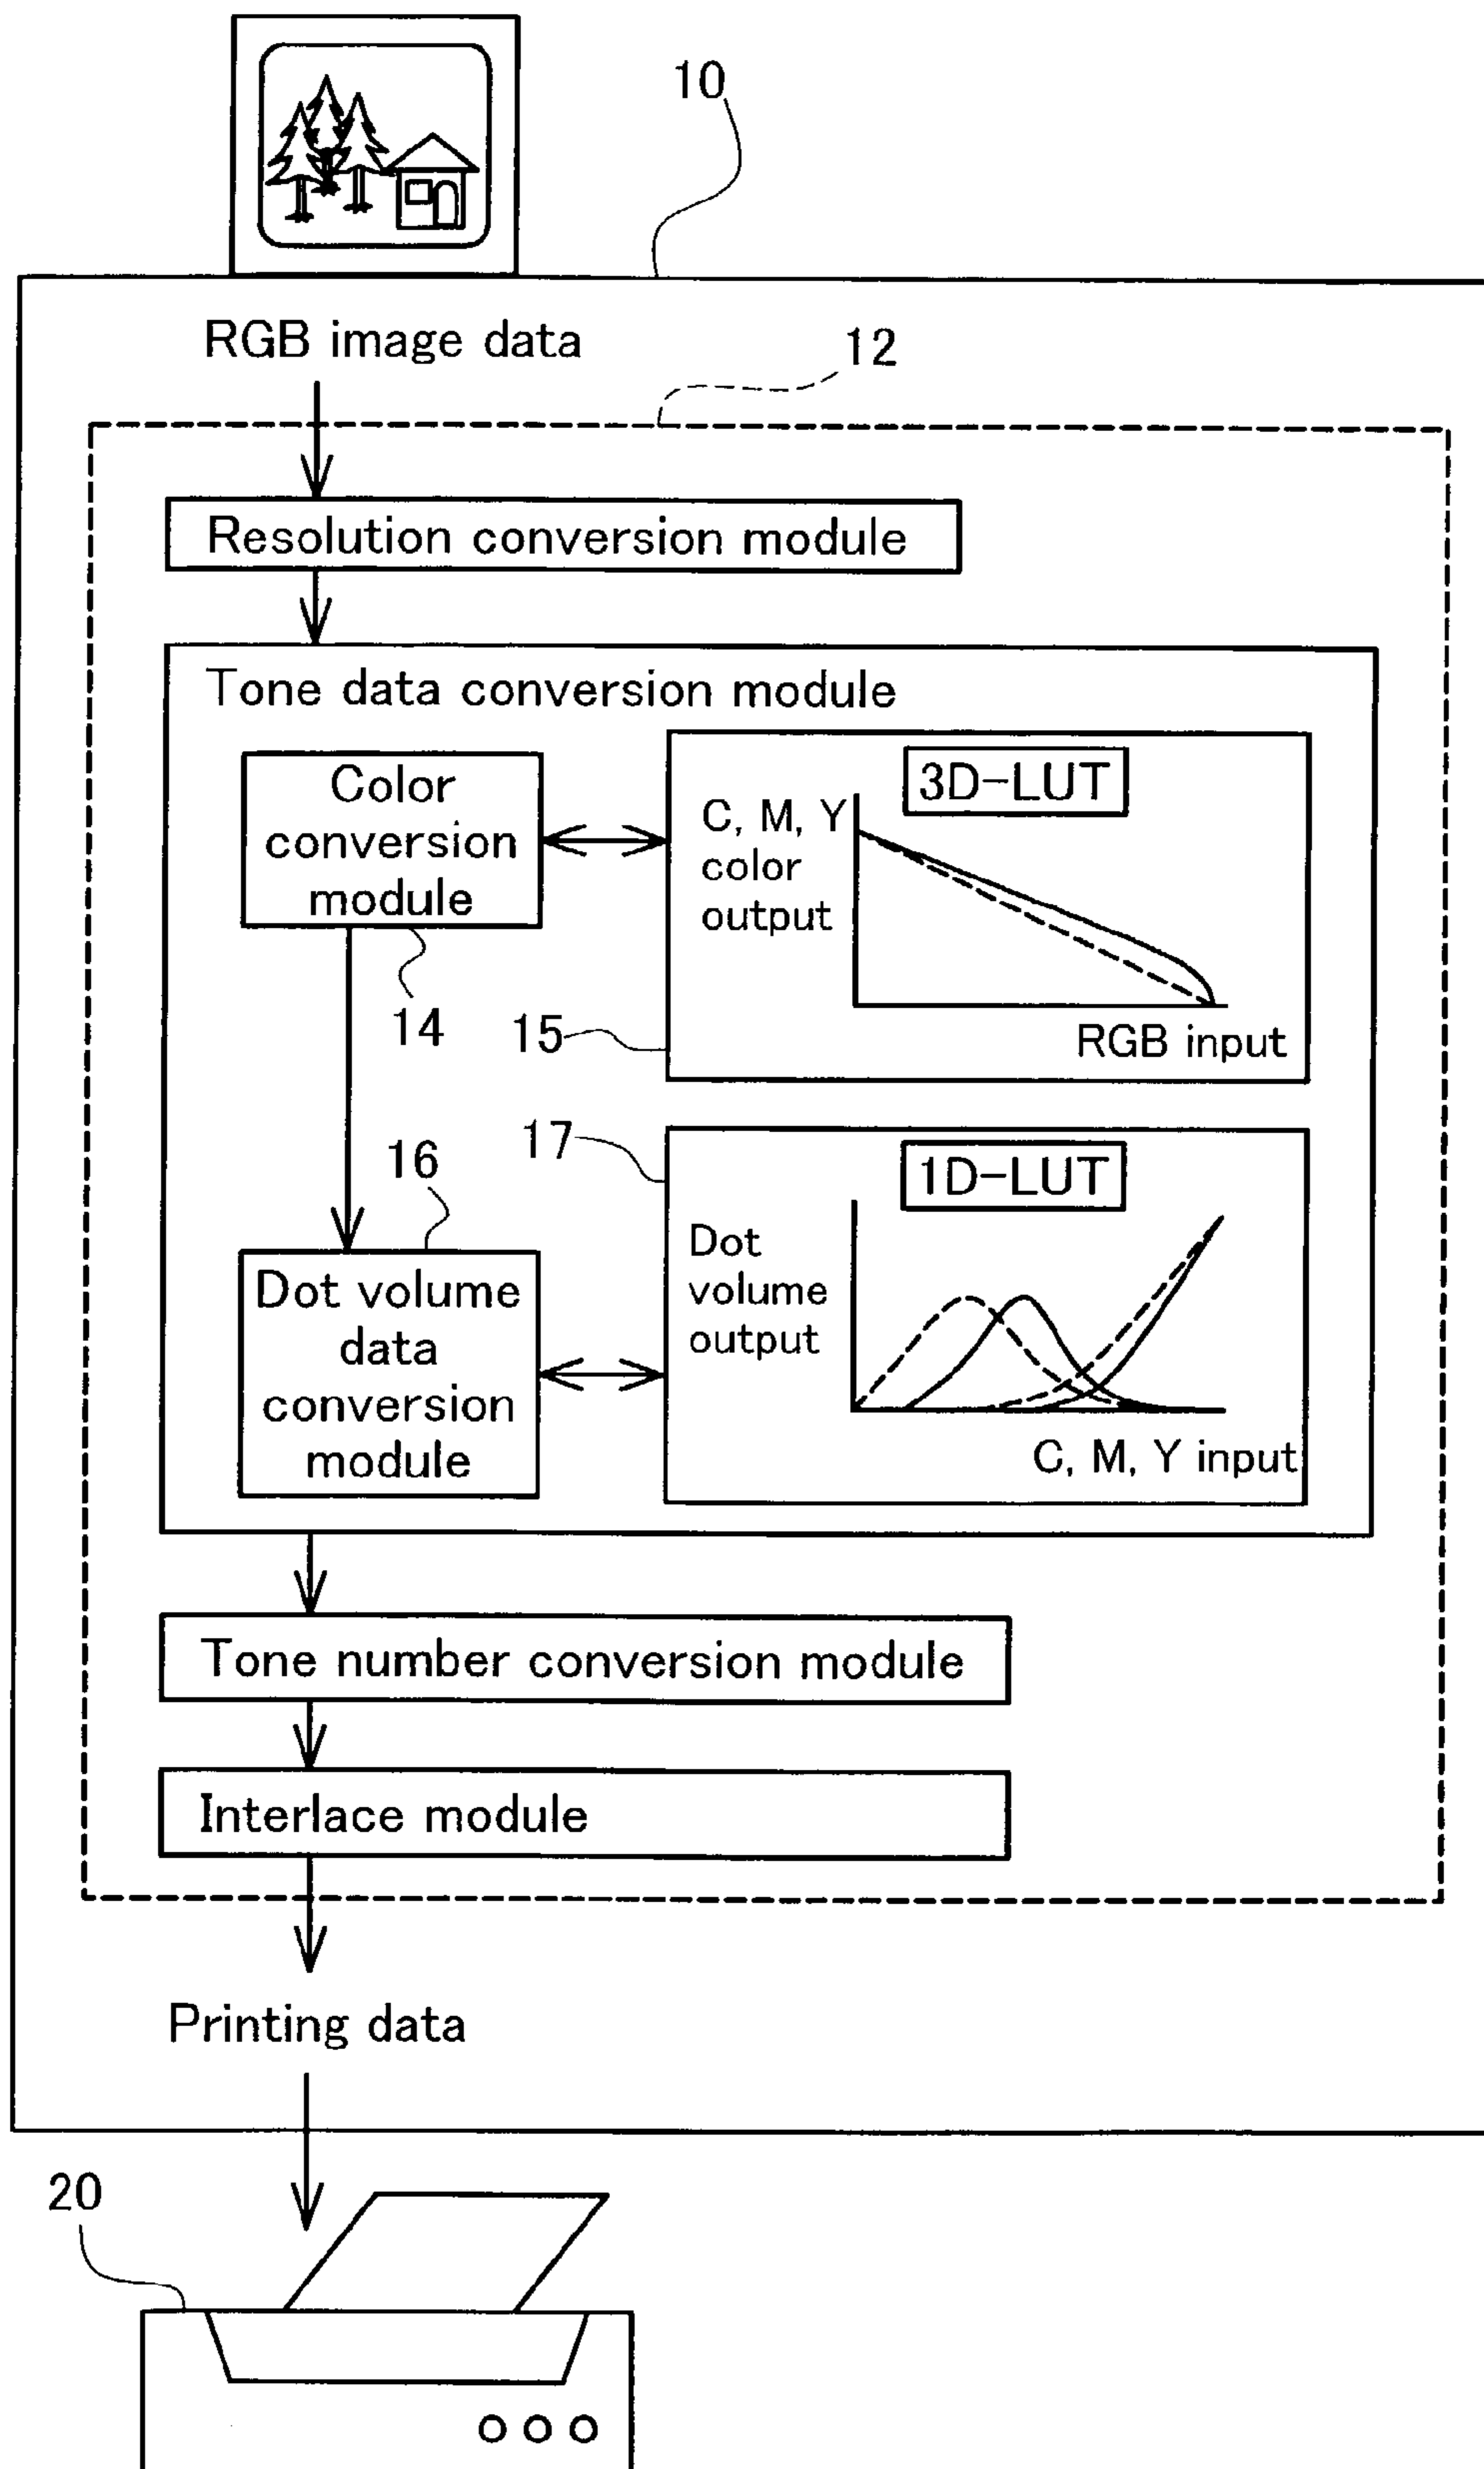 10
RGB image data
12
Resolution conversion module
Tone data conversion module
Color
conversion
module
14
3D-LUT
C, M, Y
color
output
RGB input
15
16
Dot volume
data
conversion
module
17
1D-LUT
Dot
volume
output
C, M, Y input
Tone number conversion module
Interlace module
Printing data
20